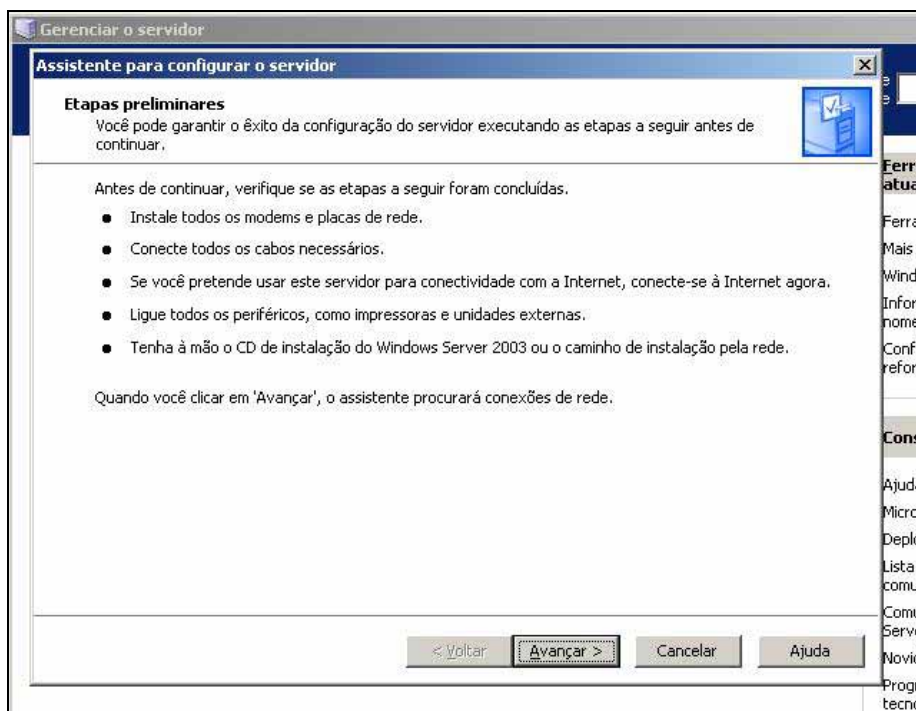 Gerenciar o servidor
Assistente para configurar o servidor
Etapas preliminares
Você pode garantir o êxito da configuração do servidor executando as etapas a seguir antes de
continuar.
Antes de continuar, verifique se as etapas a seguir foram concluídas.
Instale todos os modems e placas de rede.
Conecte todos os cabos necessários.
Se você pretende usar este servidor para conectividade com a Internet, conecte-se à Internet agora.
Ligue todos os periféricos, como impressoras e unidades externas.
Tenha à mão o CD de instalação do Windows Server 2003 ou o caminho de instalação pela rede.
Quando você clicar em 'Avançar', o assistente procurará conexões de rede.
< Voltar Avançar > Cancelar Ajuda
Mais